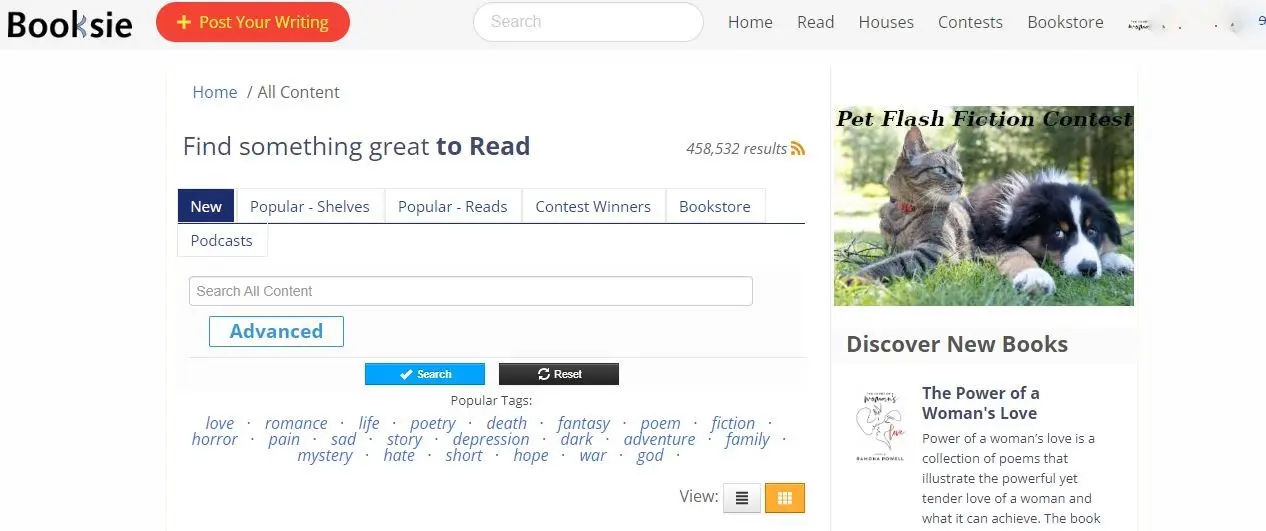 Booksie
Post Your Writing
Search
Home Read Houses Contests Bookstore
Home / All Content
Find something great to Read
458,532 results
New Popular - Shelves Popular - Reads Contest Winners Bookstore
Podcasts
Search All Content
Advanced
Search Reset
Popular Tags:
love · romance · life · poetry · death · fantasy · poem · fiction ·
horror · pain · sad · story · depression · dark · adventure · family ·
mystery · hate · short · hope · war · god ·
View:
Pet Flash Fiction Contest
Discover New Books
woman's
love
RAMONA POWELL
The Power of a
Woman's Love
Power of a woman's love is a
collection of poems that
illustrate the powerful yet
tender love of a woman and
what it can achieve. The book